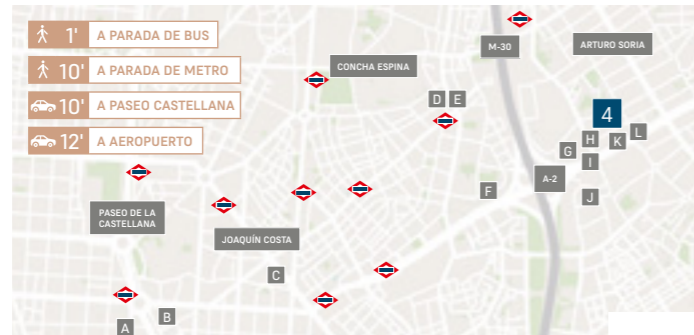 1' A PARADA DE BUS
10' A PARADA DE METRO
10' A PASEO CASTELLANA
12' A AEROPUERTO
M-30
ARTURO SORIA
CONCHA ESPINA
D E
4
H K L
G
I
A-2
F
J
PASEO DE LA
CASTELLANA
JOAQUÍN COSTA
C
B
A